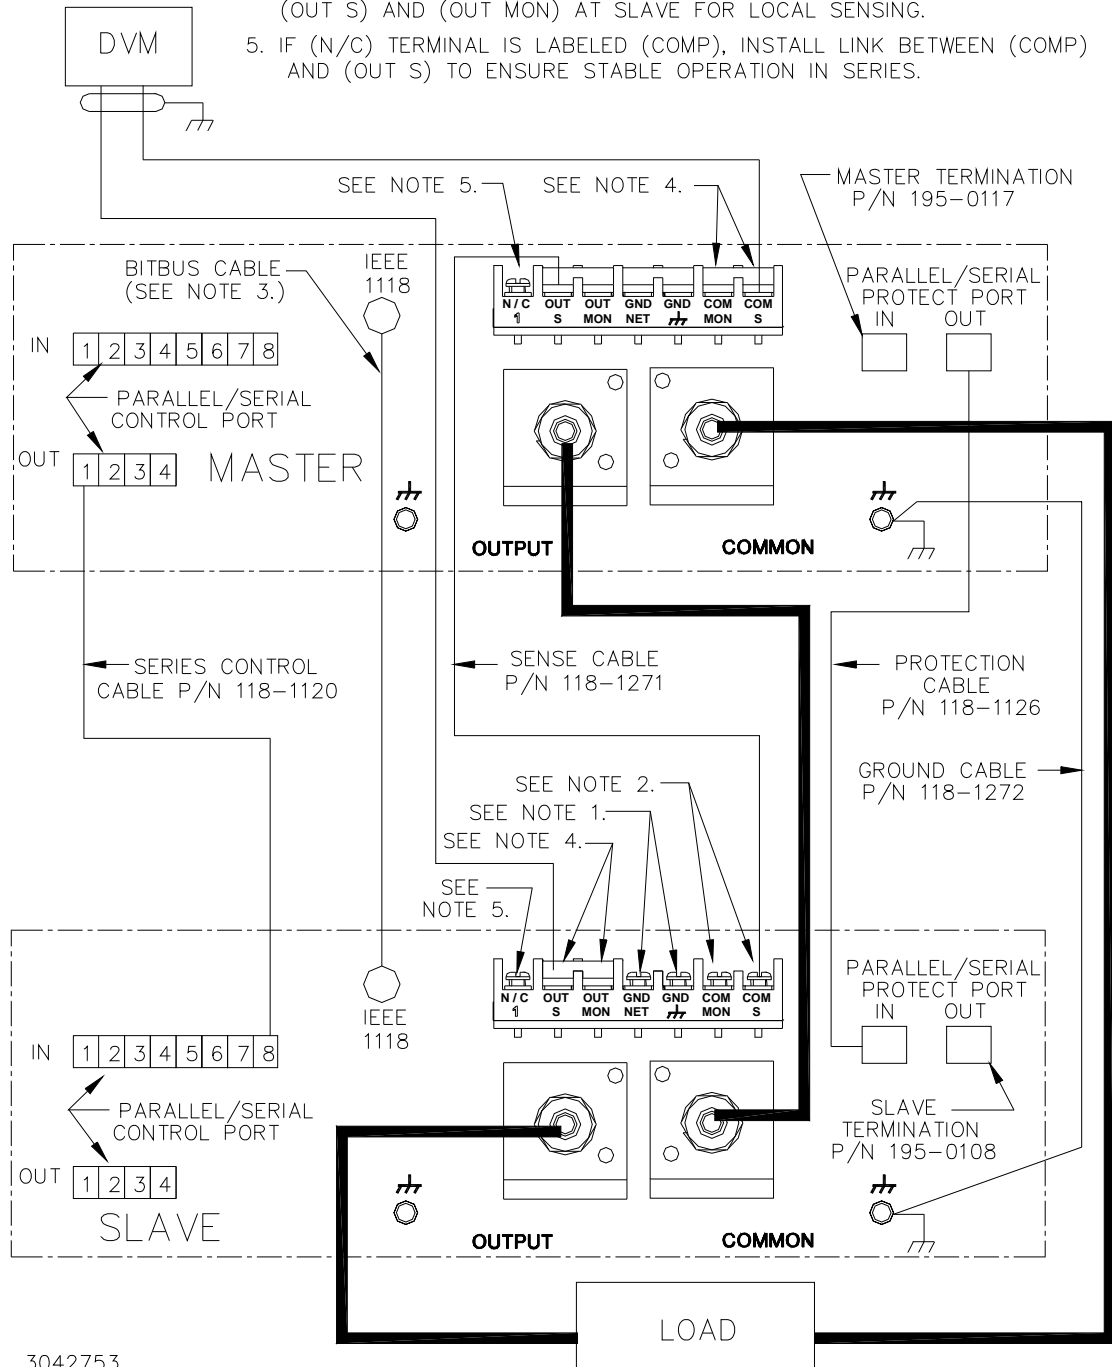 (OUT S) AND (OUT MON) AT SLAVE FOR LOCAL SENSING.
5. IF (N/C) TERMINAL IS LABELED (COMP), INSTALL LINK BETWEEN (COMP)
AND (OUT S) TO ENSURE STABLE OPERATION IN SERIES.
DVM
SEE NOTE 5.
SEE NOTE 4.
MASTER TERMINATION
P/N 195-0117
BITBUS CABLE
(SEE NOTE 3.)
IEEE
1118
N / C
1
OUT
S
OUT
MON
GND
NET
GND
COM
MON
COM
S
PARALLEL/SERIAL
PROTECT PORT
IN
OUT
IN
1 2 3 4 5 6 7 8
PARALLEL/SERIAL
CONTROL PORT
OUT
1 2 3 4
MASTER
OUTPUT
COMMON
SERIES CONTROL
CABLE P/N 118-1120
SENSE CABLE
P/N 118-1271
PROTECTION
CABLE
P/N 118-1126
GROUND CABLE
P/N 118-1272
SEE NOTE 2.
SEE NOTE 1.
SEE NOTE 4.
SEE
NOTE 5.
N / C
1
OUT
S
OUT
MON
GND
NET
GND
COM
MON
COM
S
PARALLEL/SERIAL
PROTECT PORT
IN
OUT
IEEE
1118
IN
1 2 3 4 5 6 7 8
PARALLEL/SERIAL
CONTROL PORT
OUT
1 2 3 4
SLAVE
SLAVE
TERMINATION
P/N 195-0108
OUTPUT
COMMON
LOAD
3042753